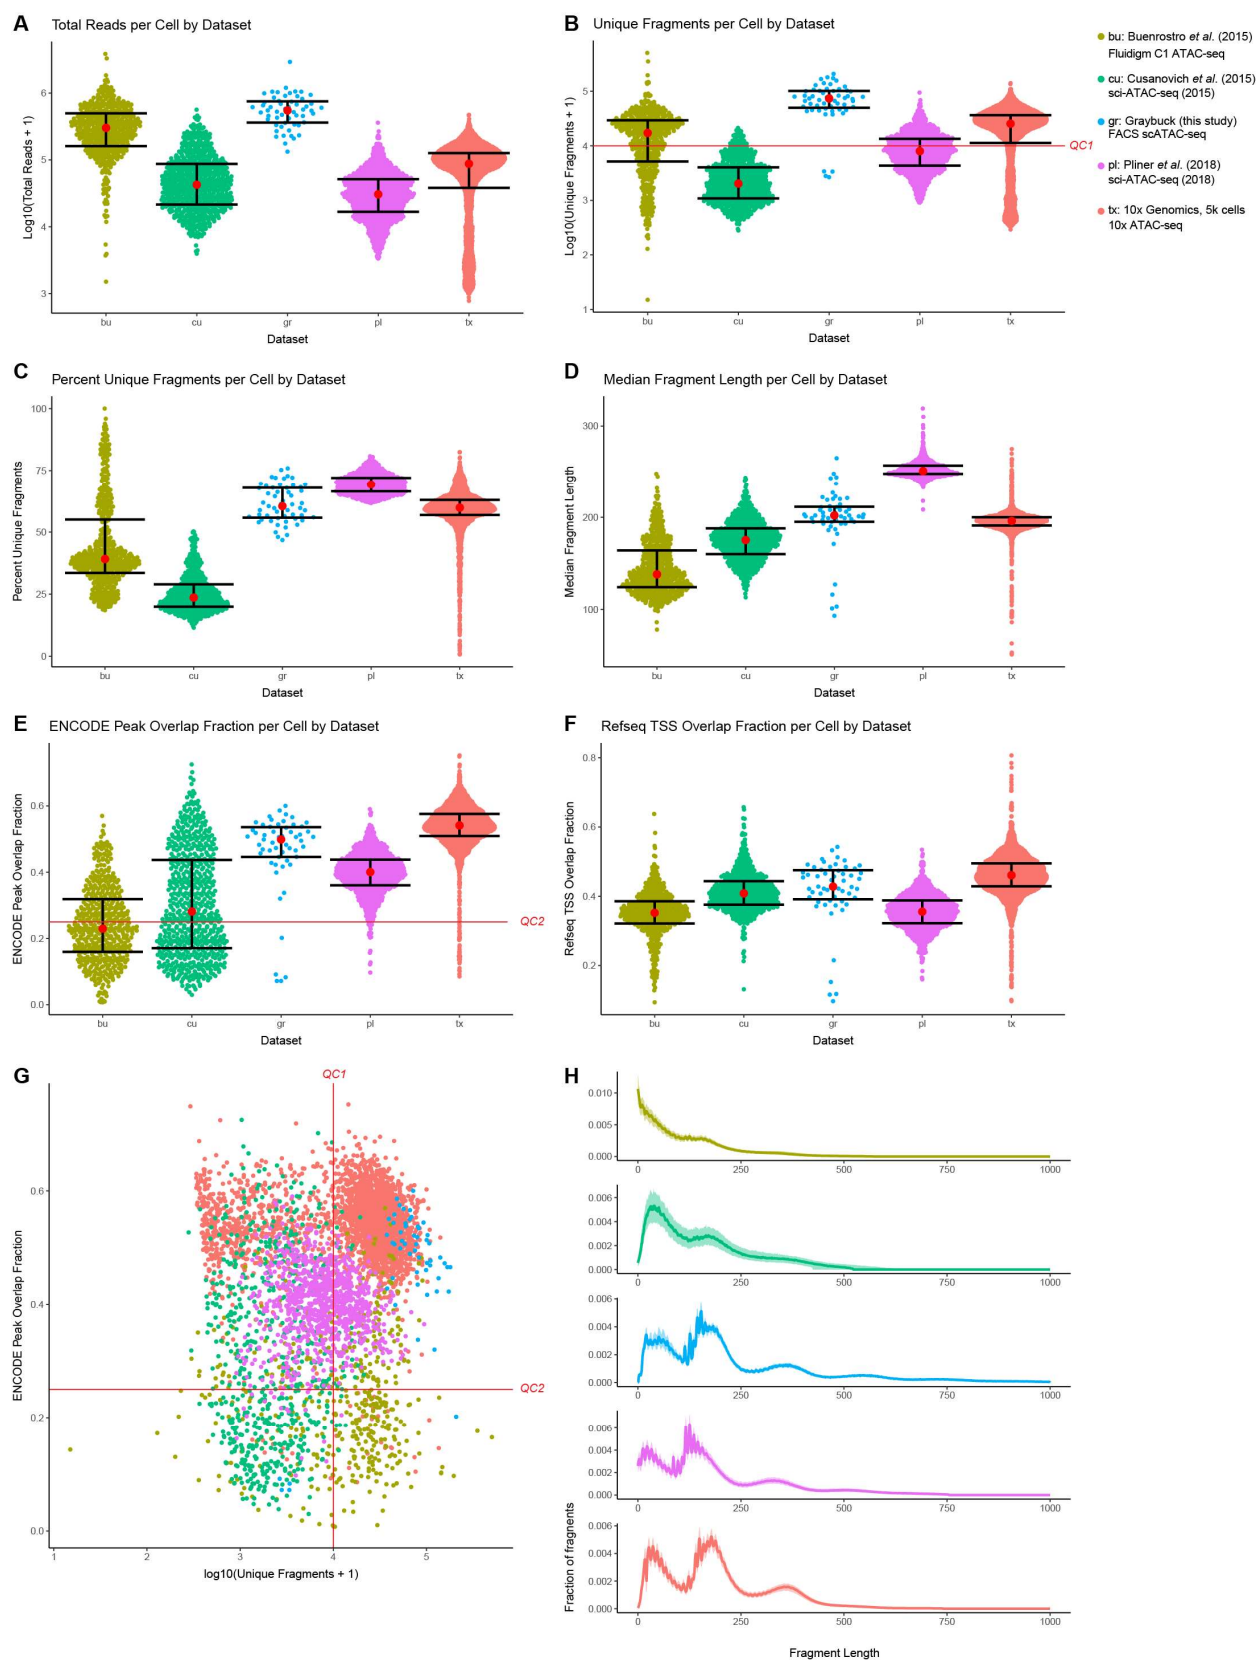 A Total Reads per Cell by Dataset
Log10(Total Reads + 1)
6
5
4
3
bu cu gr pl tx
Dataset
B Unique Fragments per Cell by Dataset
Log10(Unique Fragments + 1)
5
4
3
2
1
QC1
bu cu gr pl tx
Dataset
bu: Buenrostro et al. (2015)
Fluidigm C1 ATAC-seq
cu: Cusanovich et al. (2015)
sci-ATAC-seq (2015)
gr: Graybuck (this study)
FACS scATAC-seq
pl: Pliner et al. (2018)
sci-ATAC-seq (2018)
tx: 10x Genomics, 5k cells
10x ATAC-seq
C Percent Unique Fragments per Cell by Dataset
Percent Unique Fragments
100
75
50
25
0
bu cu gr pl tx
Dataset
D Median Fragment Length per Cell by Dataset
Median Fragment Length
300
200
100
bu cu gr pl tx
Dataset
E ENCODE Peak Overlap Fraction per Cell by Dataset
ENCODE Peak Overlap Fraction
0.6
0.4
0.2
0.0
QC2
bu cu gr pl tx
Dataset
F Refseq TSS Overlap Fraction per Cell by Dataset
Refseq TSS Overlap Fraction
0.8
0.6
0.4
0.2
bu cu gr pl tx
Dataset
G
QC1
ENCODE Peak Overlap Fraction
0.6
0.4
0.2
0.0
QC2
1 2 3 4 5
log10(Unique Fragments + 1)
H
0.010
0.005
0.000
0 250 500 750 1000
0.006
0.004
0.002
0.000
0 250 500 750 1000
0.006
0.004
0.002
0.000
0 250 500 750 1000
0.006
0.004
0.002
0.000
0 250 500 750 1000
Fraction of fragnents
0.006
0.004
0.002
0.000
0 250 500 750 1000
Fragment Length